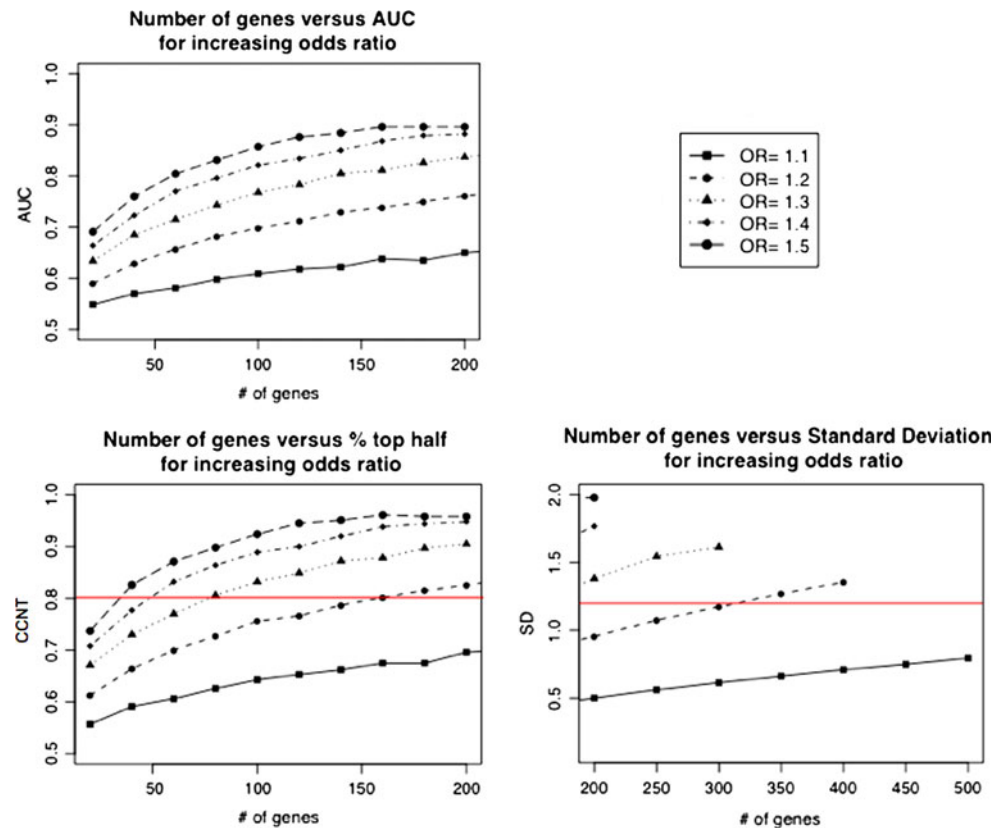 Number of genes versus AUC
for increasing odds ratio
1.0
0.9
0.8
0.7
0.6
0.5
AUC
50 100 150 200
# of genes
OR= 1.1
OR= 1.2
OR= 1.3
OR= 1.4
OR= 1.5
Number of genes versus % top half
for increasing odds ratio
1.0
0.9
0.8
0.7
0.6
0.5
CCNT
50 100 150 200
# of genes
Number of genes versus Standard Deviation
for increasing odds ratio
2.0
1.5
1.0
0.5
SD
200 250 300 350 400 450 500
# of genes